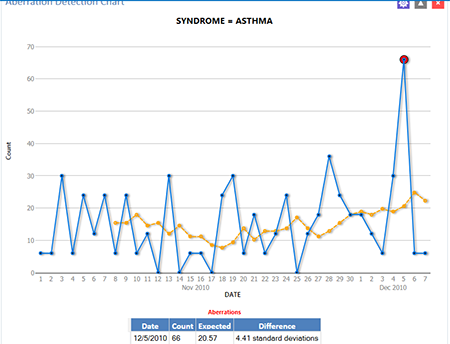 Aberration Detection Chart
SYNDROME = ASTHMA
70
60
50
40
30
20
10
0
Count
1 2 3 4 5 6 7 8 9 10 11 12 13 14 15 16 17 18 19 20 21 22 23 24 25 26 27 28 29 30 1 2 3 4 5 6 7
Nov 2010 Dec 2010
DATE
Aberrations
Date Count Expected Difference
12/5/2010 66 20.57 4.41 standard deviations